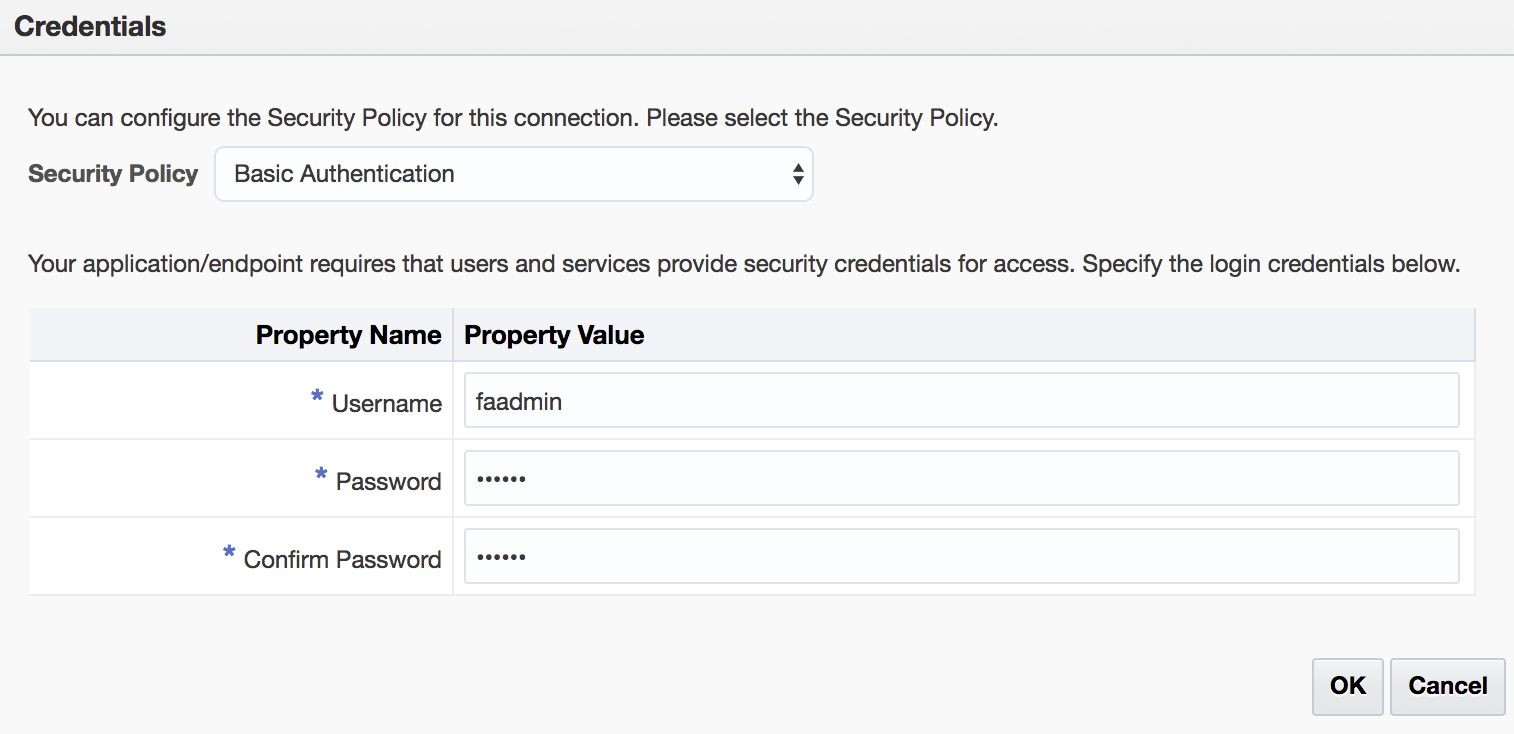 Credentials
You can configure the Security Policy for this connection. Please select the Security Policy.
Security Policy Basic Authentication
Your application/endpoint requires that users and services provide security credentials for access. Specify the login credentials below.
Property Name Property Value
* Username faadmin
* Password ••••••
* Confirm Password ••••••
OK Cancel